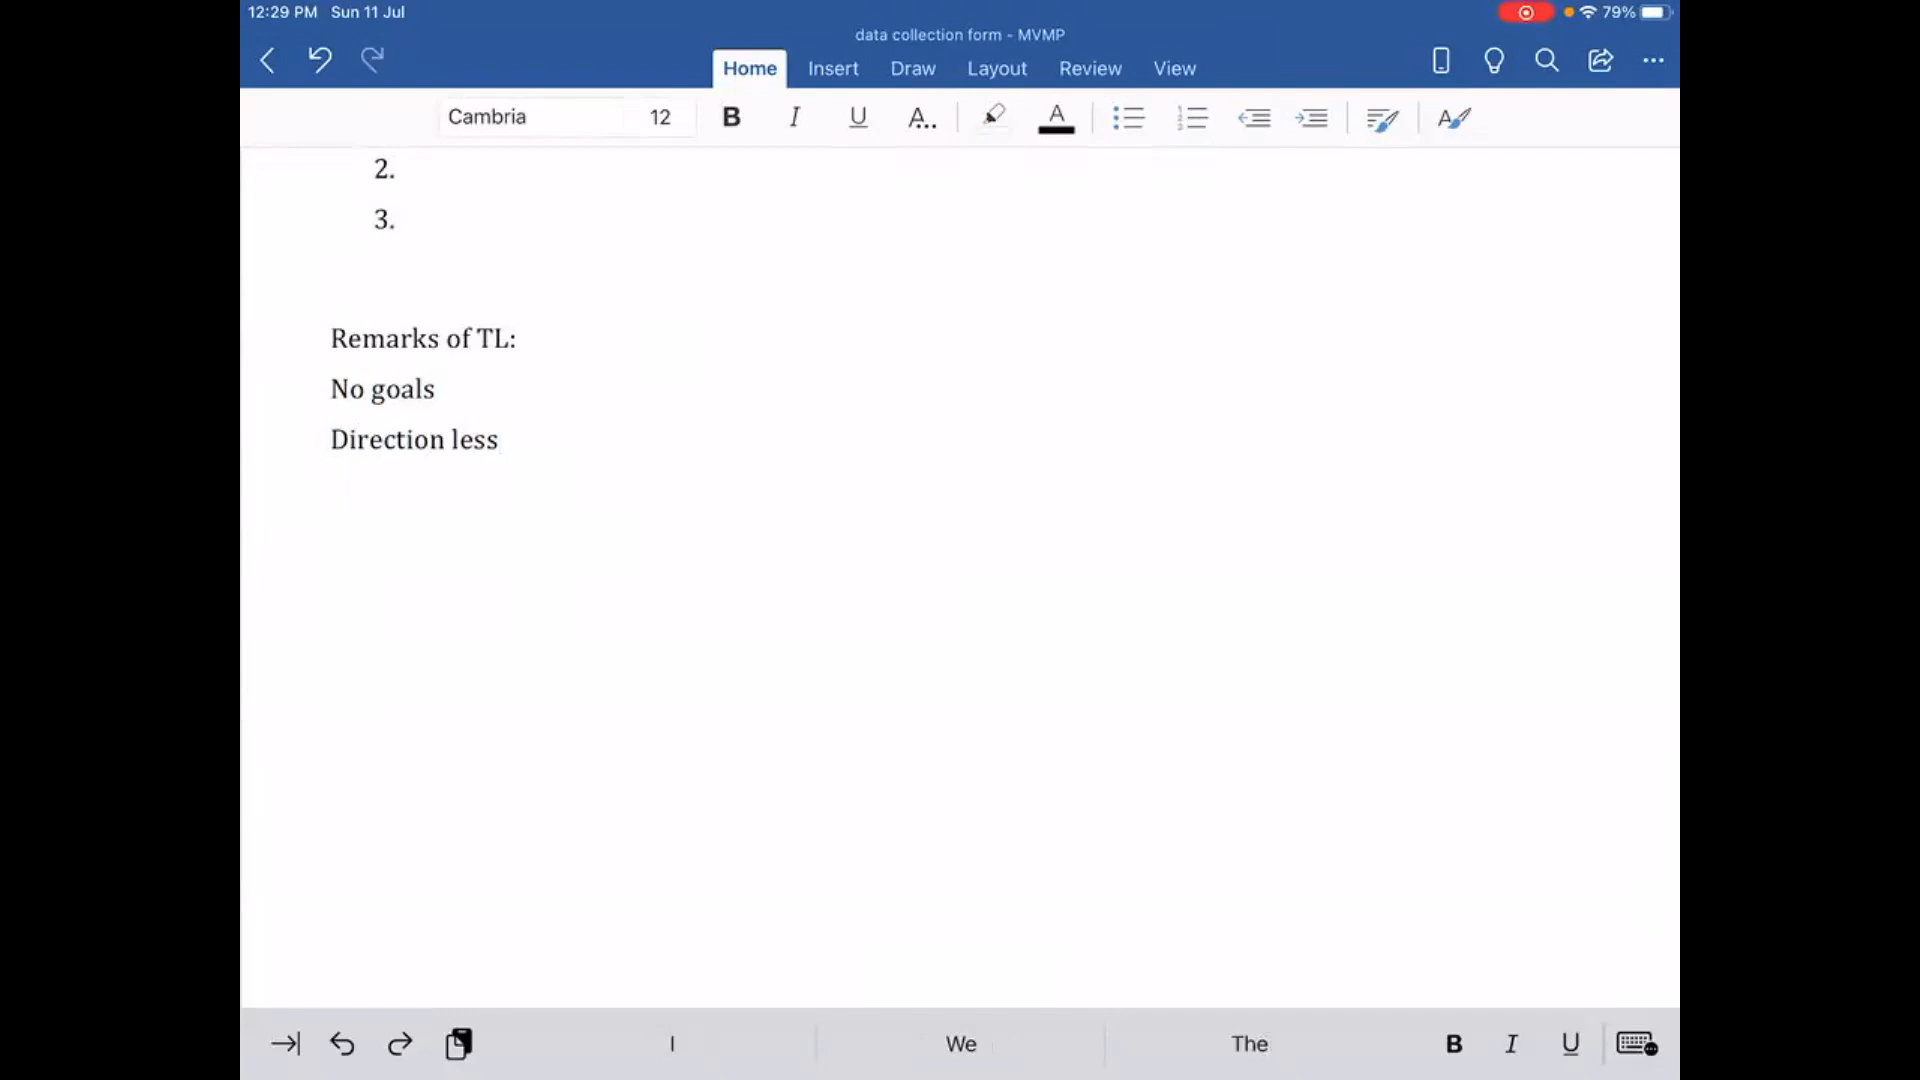 12:29 PM Sun 11 Jul
79%
data collection form - MVMP
Home Insert Draw Layout Review View
Cambria 12 B I U A.. A
2.
3.
Remarks of TL:
No goals
Direction less
I We The B I U